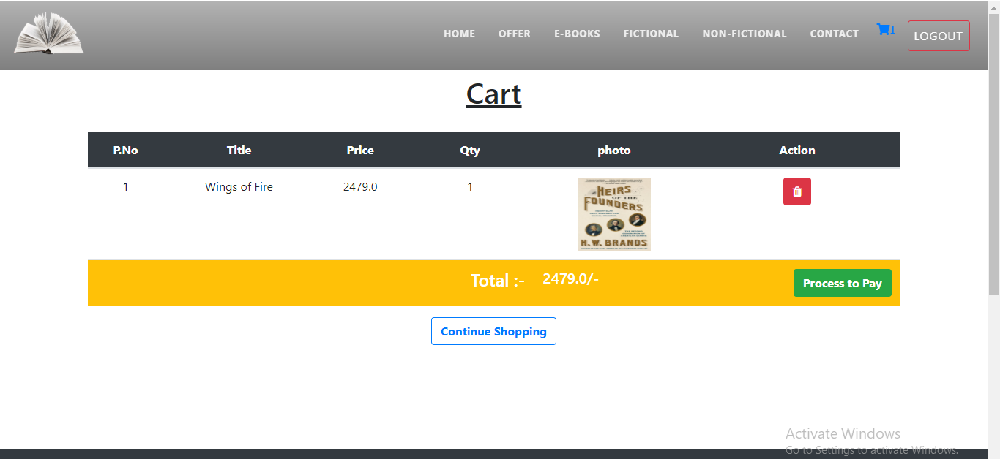 HOME OFFER E-BOOKS FICTIONAL NON-FICTIONAL CONTACT 1 LOGOUT
Cart
P.No Title Price Qty photo Action
1 Wings of Fire 2479.0 1
HEIRS
OF THE
FOUNDERS
H.W. BRANDS
Total :- 2479.0/- Process to Pay
Continue Shopping
Activate Windows
Go to Settings to activate Windows.